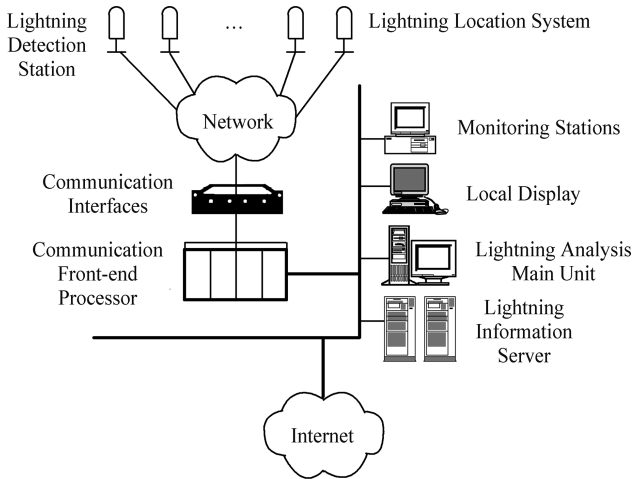 Lightning
Detection
Station
...
Lightning Location System
Network
Monitoring Stations
Communication
Interfaces
Local Display
Communication
Front-end
Processor
Lightning Analysis
Main Unit
Lightning
Information
Server
Internet